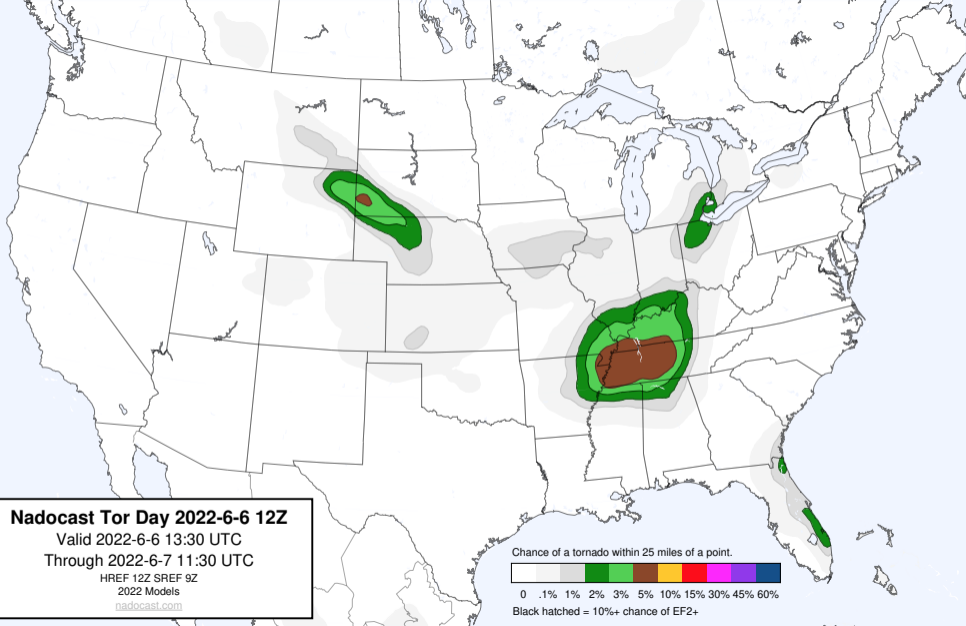 Nadocast Tor Day 2022-6-6 12Z
Valid 2022-6-6 13:30 UTC
Through 2022-6-7 11:30 UTC
HREF 12Z SREF 9Z
2022 Models
nadocast.com
Chance of a tornado within 25 miles of a point.
0 .1% 1% 2% 3% 5% 10% 15% 30% 45% 60%
Black hatched = 10%+ chance of EF2+